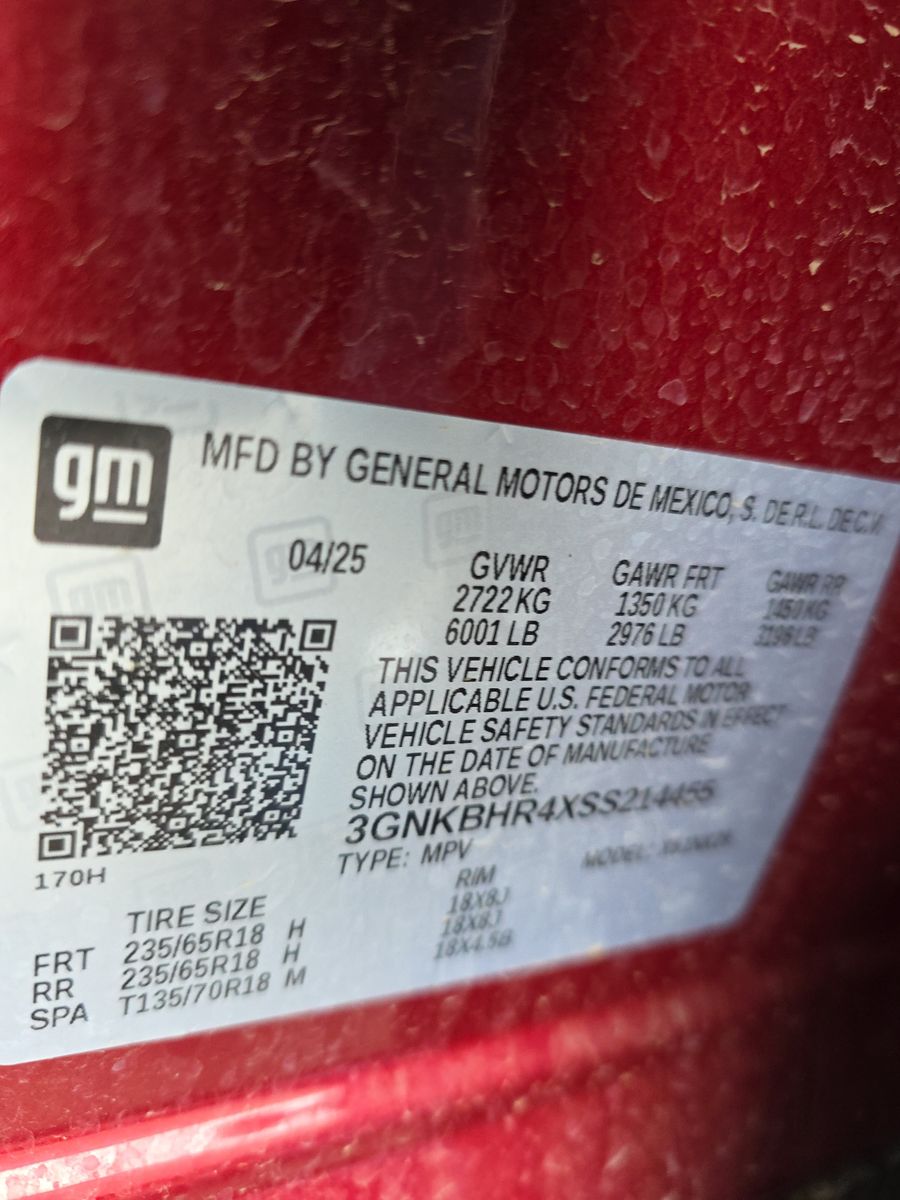 gm
MFD BY GENERAL MOTORS DE MEXICO, S. DE R.L. DE C.V.
04/25
GVWR GAWR FRT GAWR RR
2722 KG 1350 KG 1450 KG
6001 LB 2976 LB 3196 LB
THIS VEHICLE CONFORMS TO ALL
APPLICABLE U.S. FEDERAL MOTOR
VEHICLE SAFETY STANDARDS IN EFFECT
ON THE DATE OF MANUFACTURE
SHOWN ABOVE.
3GNKBHR4XSS214455
TYPE: MPV MODEL:
170H
TIRE SIZE RIM
FRT 235/65R18 H 18X8J
RR 235/65R18 H 18X8J
SPA T135/70R18 M 18X4.5B